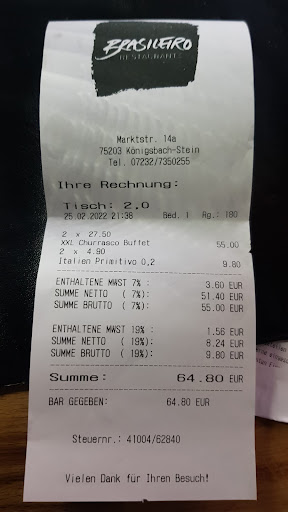 BRASILEIRO
RESTAURANTS
Marktstr. 14a
75203 Königsbach-Stein
Tel. 07232/7350255
Ihre Rechnung:
Tisch: 2,0
25.02.2022 21:38 Bed. 1 Rg.: 180
2 x 27.50
XXL Churrasco Buffet 55.00
2 x 4.90
Italien Primitivo 0,2 9.80
ENTHALTENE MWST 7% : 3.60 EUR
SUMME NETTO ( 7%): 51.40 EUR
SUMME BRUTTO ( 7%): 55.00 EUR
ENTHALTENE MWST 19% : 1.56 EUR
SUMME NETTO ( 19%): 8.24 EUR
SUMME BRUTTO ( 19%): 9.80 EUR
Summe: 64.80 EUR
BAR GEGEBEN: 64.80 EUR
Steuernr.: 41004/62840
Vielen Dank für Ihren Besuch!